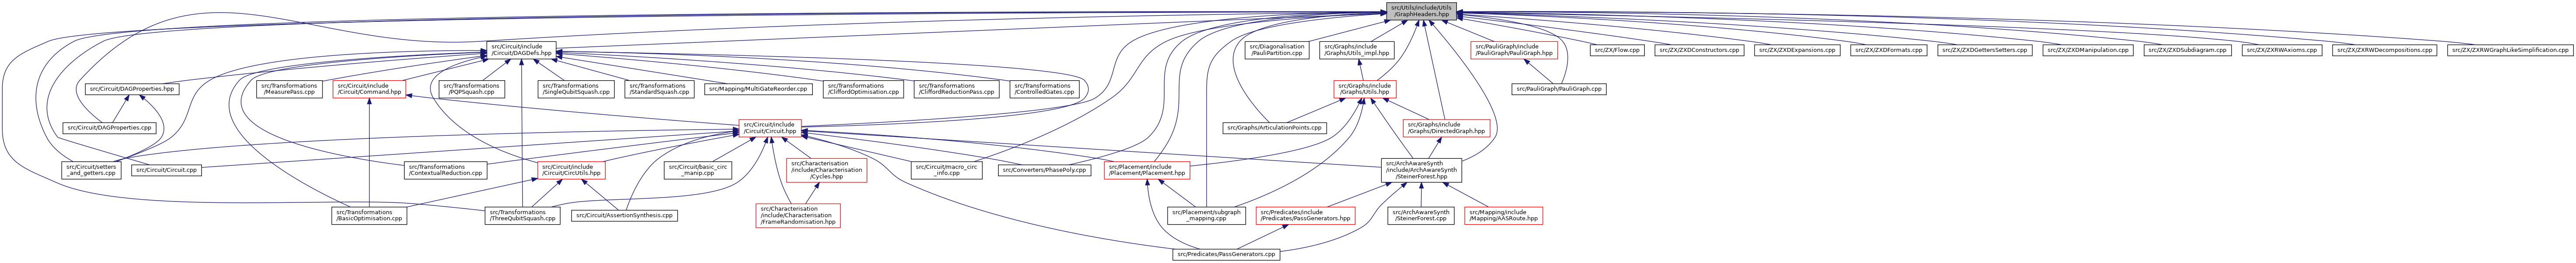 src/Utils/include/Utils
/GraphHeaders.hpp
src/Circuit/include
/Circuit/DAGDefs.hpp
src/Diagonalisation
/PauliPartition.cpp
src/Graphs/include
/Graphs/Utils_impl.hpp
src/PauliGraph/include
/PauliGraph/PauliGraph.hpp
src/ZX/Flow.cpp
src/ZX/ZXDConstructors.cpp
src/ZX/ZXDExpansions.cpp
src/ZX/ZXDFormats.cpp
src/ZX/ZXDGettersSetters.cpp
src/ZX/ZXDManipulation.cpp
src/ZX/ZXDSubdiagram.cpp
src/ZX/ZXRWAxioms.cpp
src/ZX/ZXRWDecompositions.cpp
src/ZX/ZXRWGraphLikeSimplification.cpp
src/Circuit/DAGProperties.hpp
src/Transformations
/MeasurePass.cpp
src/Circuit/include
/Circuit/Command.hpp
src/Transformations
/PQPSquash.cpp
src/Transformations
/SingleQubitSquash.cpp
src/Transformations
/StandardSquash.cpp
src/Mapping/MultiGateReorder.cpp
src/Transformations
/CliffordOptimisation.cpp
src/Transformations
/CliffordReductionPass.cpp
src/Transformations
/ControlledGates.cpp
src/Graphs/include
/Graphs/Utils.hpp
src/PauliGraph/PauliGraph.cpp
src/Circuit/DAGProperties.cpp
src/Circuit/include
/Circuit/Circuit.hpp
src/Graphs/ArticulationPoints.cpp
src/Graphs/include
/Graphs/DirectedGraph.hpp
src/Circuit/setters
_and_getters.cpp
src/Circuit/Circuit.cpp
src/Transformations
/ContextualReduction.cpp
src/Circuit/include
/Circuit/CircUtils.hpp
src/Circuit/basic_circ
_manip.cpp
src/Characterisation
/include/Characterisation
/Cycles.hpp
src/Circuit/macro_circ
_info.cpp
src/Converters/PhasePoly.cpp
src/Placement/include
/Placement/Placement.hpp
src/ArchAwareSynth
/include/ArchAwareSynth
/SteinerForest.hpp
src/Transformations
/BasicOptimisation.cpp
src/Transformations
/ThreeQubitSquash.cpp
src/Circuit/AssertionSynthesis.cpp
src/Characterisation
/include/Characterisation
/FrameRandomisation.hpp
src/Placement/subgraph
_mapping.cpp
src/Predicates/include
/Predicates/PassGenerators.hpp
src/ArchAwareSynth
/SteinerForest.cpp
src/Mapping/include
/Mapping/AASRoute.hpp
src/Predicates/PassGenerators.cpp